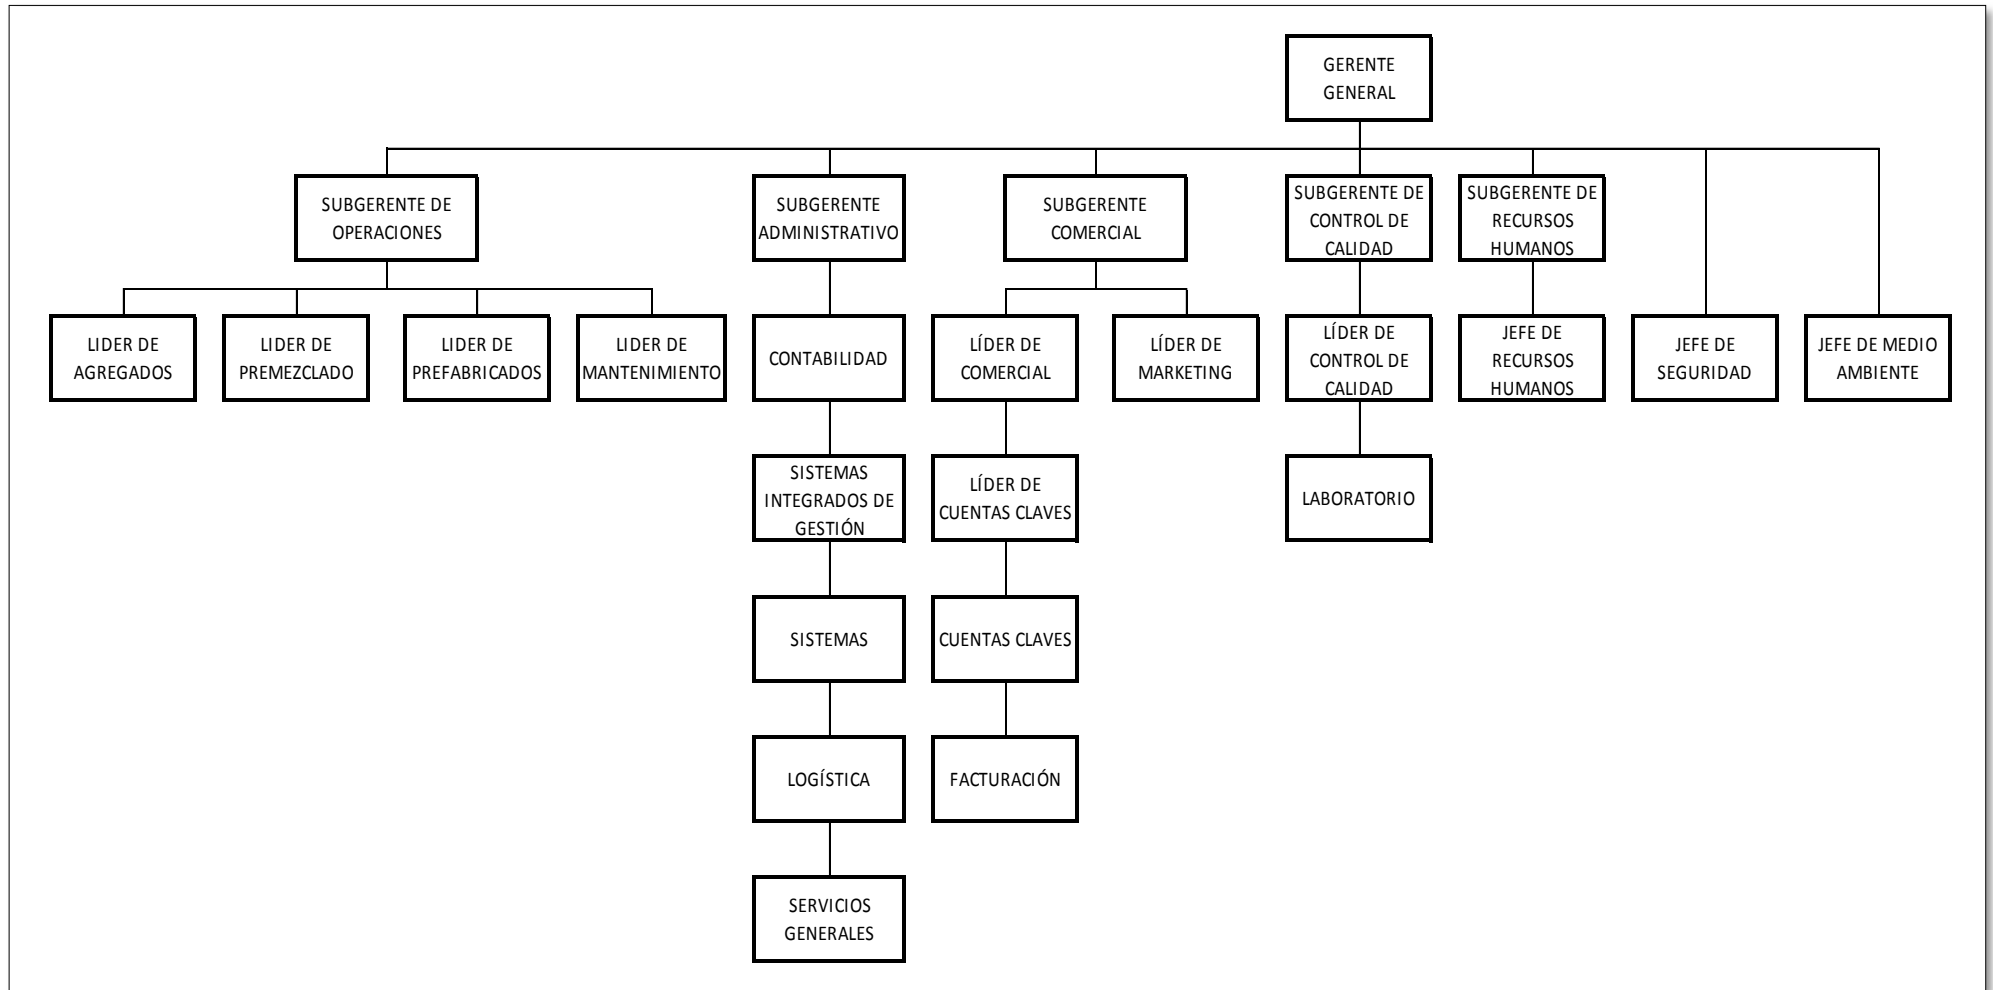 GERENTE
GENERAL
SUBGERENTE DE
OPERACIONES
SUBGERENTE
ADMINISTRATIVO
SUBGERENTE
COMERCIAL
SUBGERENTE DE
CONTROL DE
CALIDAD
SUBGERENTE DE
RECURSOS
HUMANOS
LIDER DE
AGREGADOS
LIDER DE
PREMEZCLADO
LIDER DE
PREFABRICADOS
LIDER DE
MANTENIMIENTO
CONTABILIDAD
LÍDER DE
COMERCIAL
LÍDER DE
MARKETING
LÍDER DE
CONTROL DE
CALIDAD
JEFE DE
RECURSOS
HUMANOS
JEFE DE
SEGURIDAD
JEFE DE MEDIO
AMBIENTE
SISTEMAS
INTEGRADOS DE
GESTIÓN
LÍDER DE
CUENTAS CLAVES
LABORATORIO
SISTEMAS
CUENTAS CLAVES
LOGÍSTICA
FACTURACIÓN
SERVICIOS
GENERALES